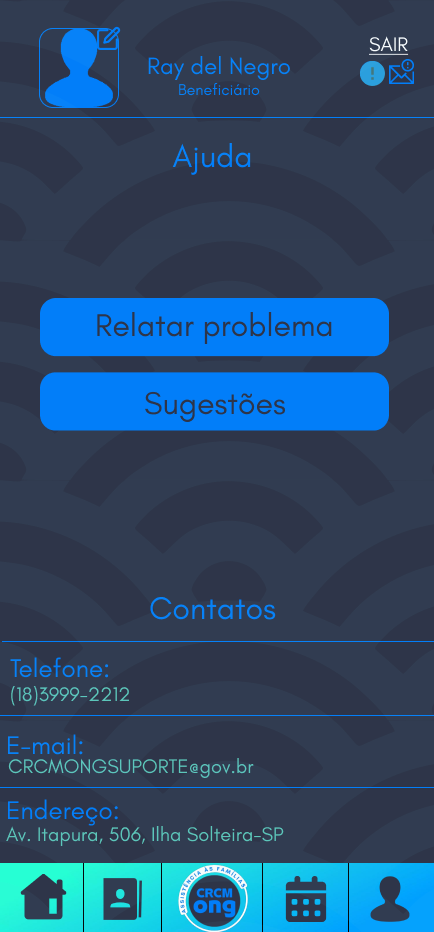 SAIR
Ray del Negro
Beneficiário
Ajuda
Relatar problema
Sugestões
Contatos
Telefone:
(18)3999-2212
E-mail:
CRCMONGSUPORTE@gov.br
Endereço:
Av. Itapura, 506, Ilha Solteira-SP
ASSISTÊNCIA ÀS FAMÍLIAS
CRCM
ong